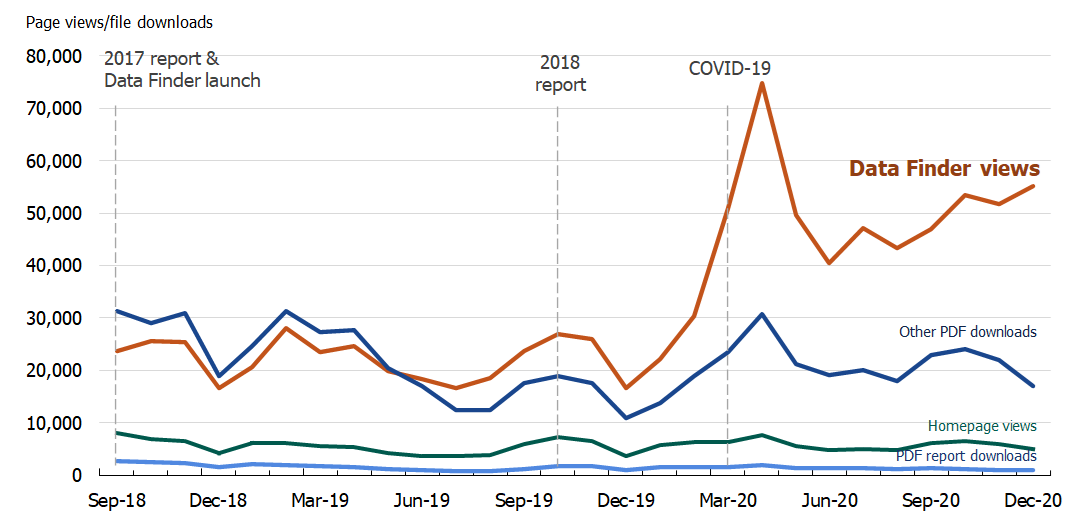 Page views/file downloads
80,000
70,000
60,000
50,000
40,000
30,000
20,000
10,000
0
2017 report &
Data Finder launch
2018
report
COVID-19
Data Finder views
Other PDF downloads
Homepage views
PDF report downloads
Sep-18
Dec-18
Mar-19
Jun-19
Sep-19
Dec-19
Mar-20
Jun-20
Sep-20
Dec-20